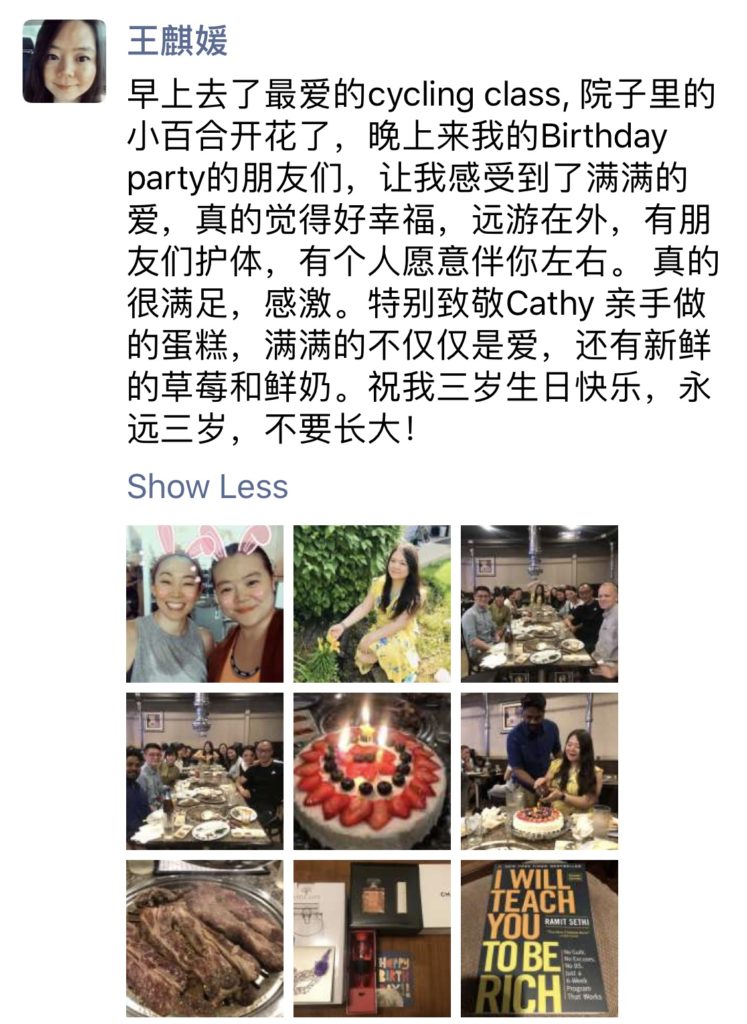 王麒媛
早上去了最爱的cycling class, 院子里的
小百合开花了，晚上来我的Birthday
party的朋友们，让我感受到了满满的
爱，真的觉得好幸福，远游在外，有朋
友们护体，有个人愿意伴你左右。 真的
很满足，感激。特别致敬Cathy 亲手做
的蛋糕，满满的不仅仅是爱，还有新鲜
的草莓和鲜奶。祝我三岁生日快乐，永
远三岁，不要长大！
Show Less
HAPPY
BIRT
DAY!!
CH
I WILL
TEACH
YOU
RAMIT SETHI
TO BE
RICH
No Guilt.
No Excuses.
No BS.
Just a
6-Week
Program
That Works